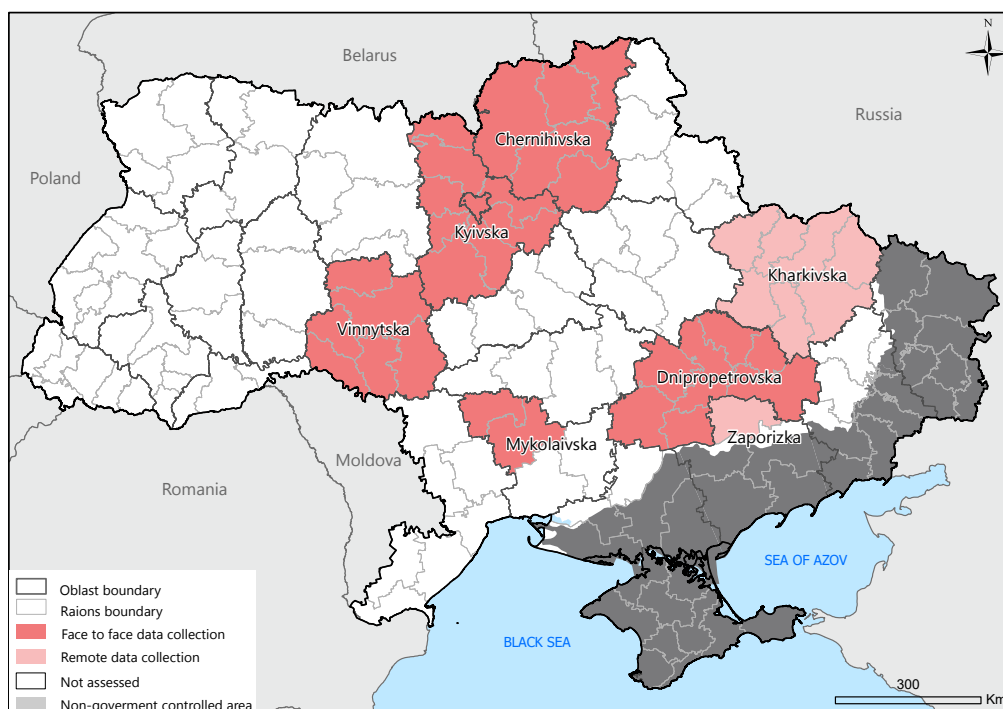 N
Belarus
Russia
Chernihivska
Poland
Kyivska
Kharkivska
Vinnytska
Dnipropetrovska
Zaporizka
Mykolaivska
Moldova
Romania
SEA OF AZOV
BLACK SEA
Oblast boundary
Raions boundary
Face to face data collection
Remote data collection
Not assessed
Non-goverment controlled area
300
Km